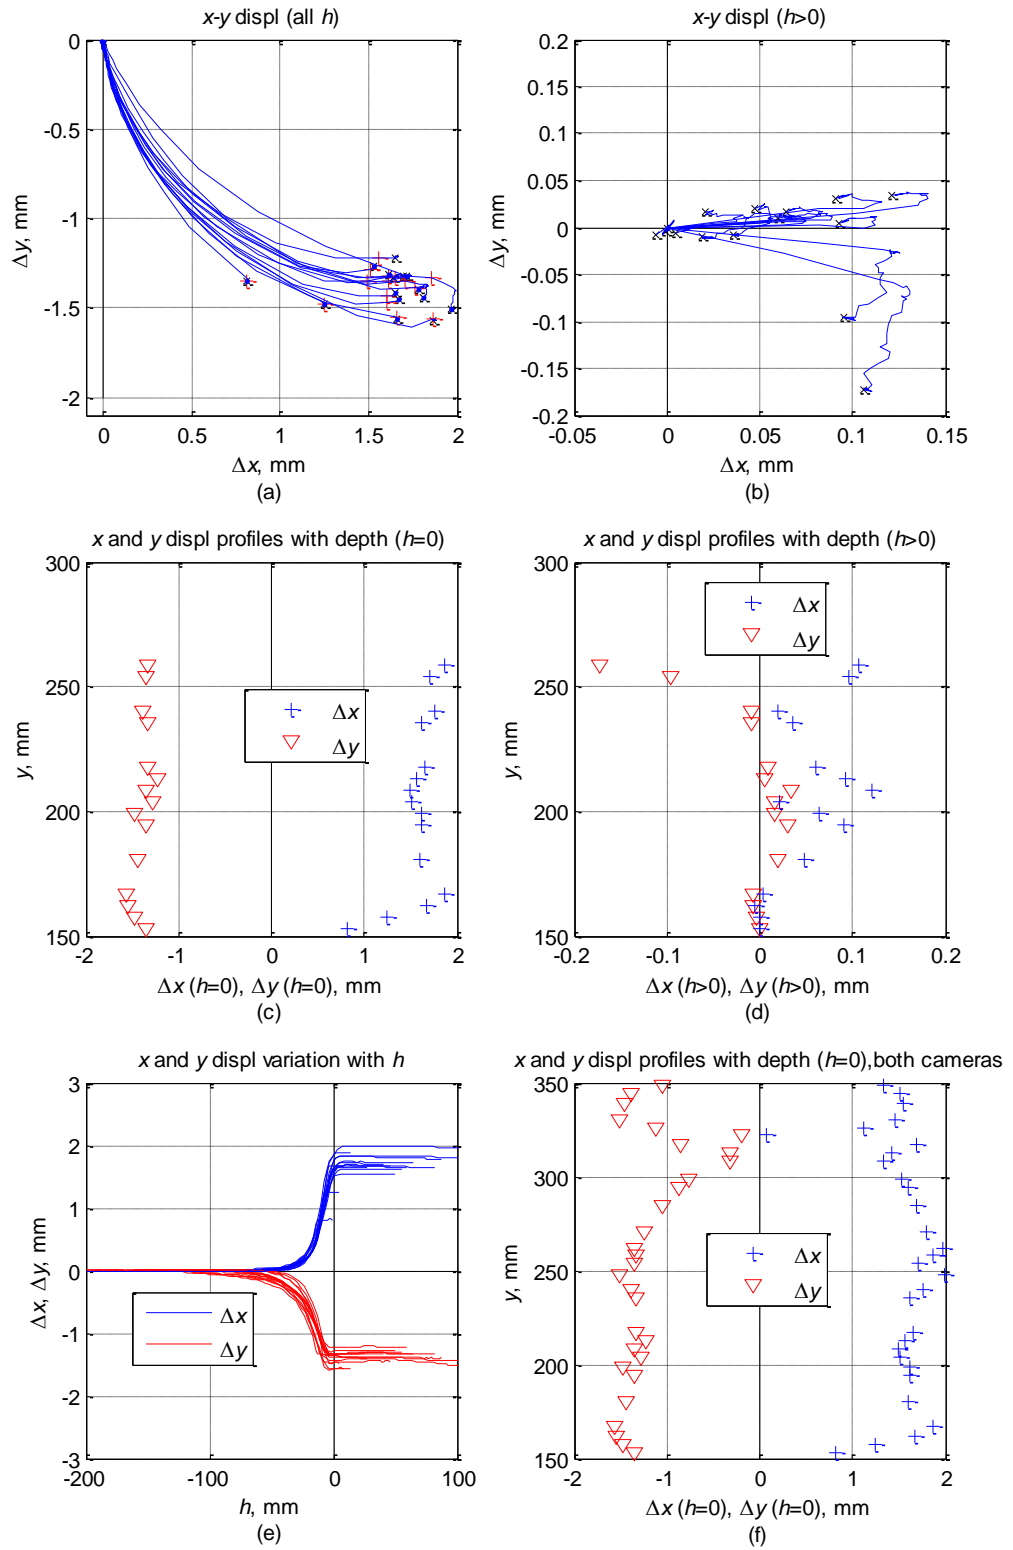 x-y displ (all h)
0
-0.5
-1
-1.5
-2
Δy, mm
0
0.5
1
1.5
2
Δx, mm
(a)
x-y displ (h>0)
0.2
0.15
0.1
0.05
0
-0.05
-0.1
-0.15
-0.2
Δy, mm
-0.05
0
0.05
0.1
0.15
Δx, mm
(b)
x and y displ profiles with depth (h=0)
300
250
200
150
y, mm
Δx
Δy
-2
-1
0
1
2
Δx (h=0), Δy (h=0), mm
(c)
x and y displ profiles with depth (h>0)
300
250
200
150
y, mm
Δx
Δy
-0.2
-0.1
0
0.1
0.2
Δx (h>0), Δy (h>0), mm
(d)
x and y displ variation with h
3
2
1
0
-1
-2
-3
Δx, Δy, mm
Δx
Δy
-200
-100
0
100
h, mm
(e)
x and y displ profiles with depth (h=0),both cameras
350
300
250
200
150
y, mm
Δx
Δy
-2
-1
0
1
2
Δx (h=0), Δy (h=0), mm
(f)